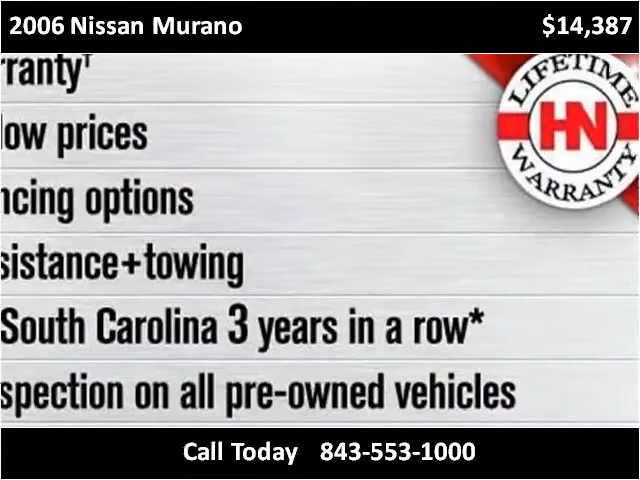 2006 Nissan Murano $14,387
rranty†
low prices
ncing options
sistance+towing
South Carolina 3 years in a row*
spection on all pre-owned vehicles
LIFETIME
HN
WARRANTY
Call Today 843-553-1000